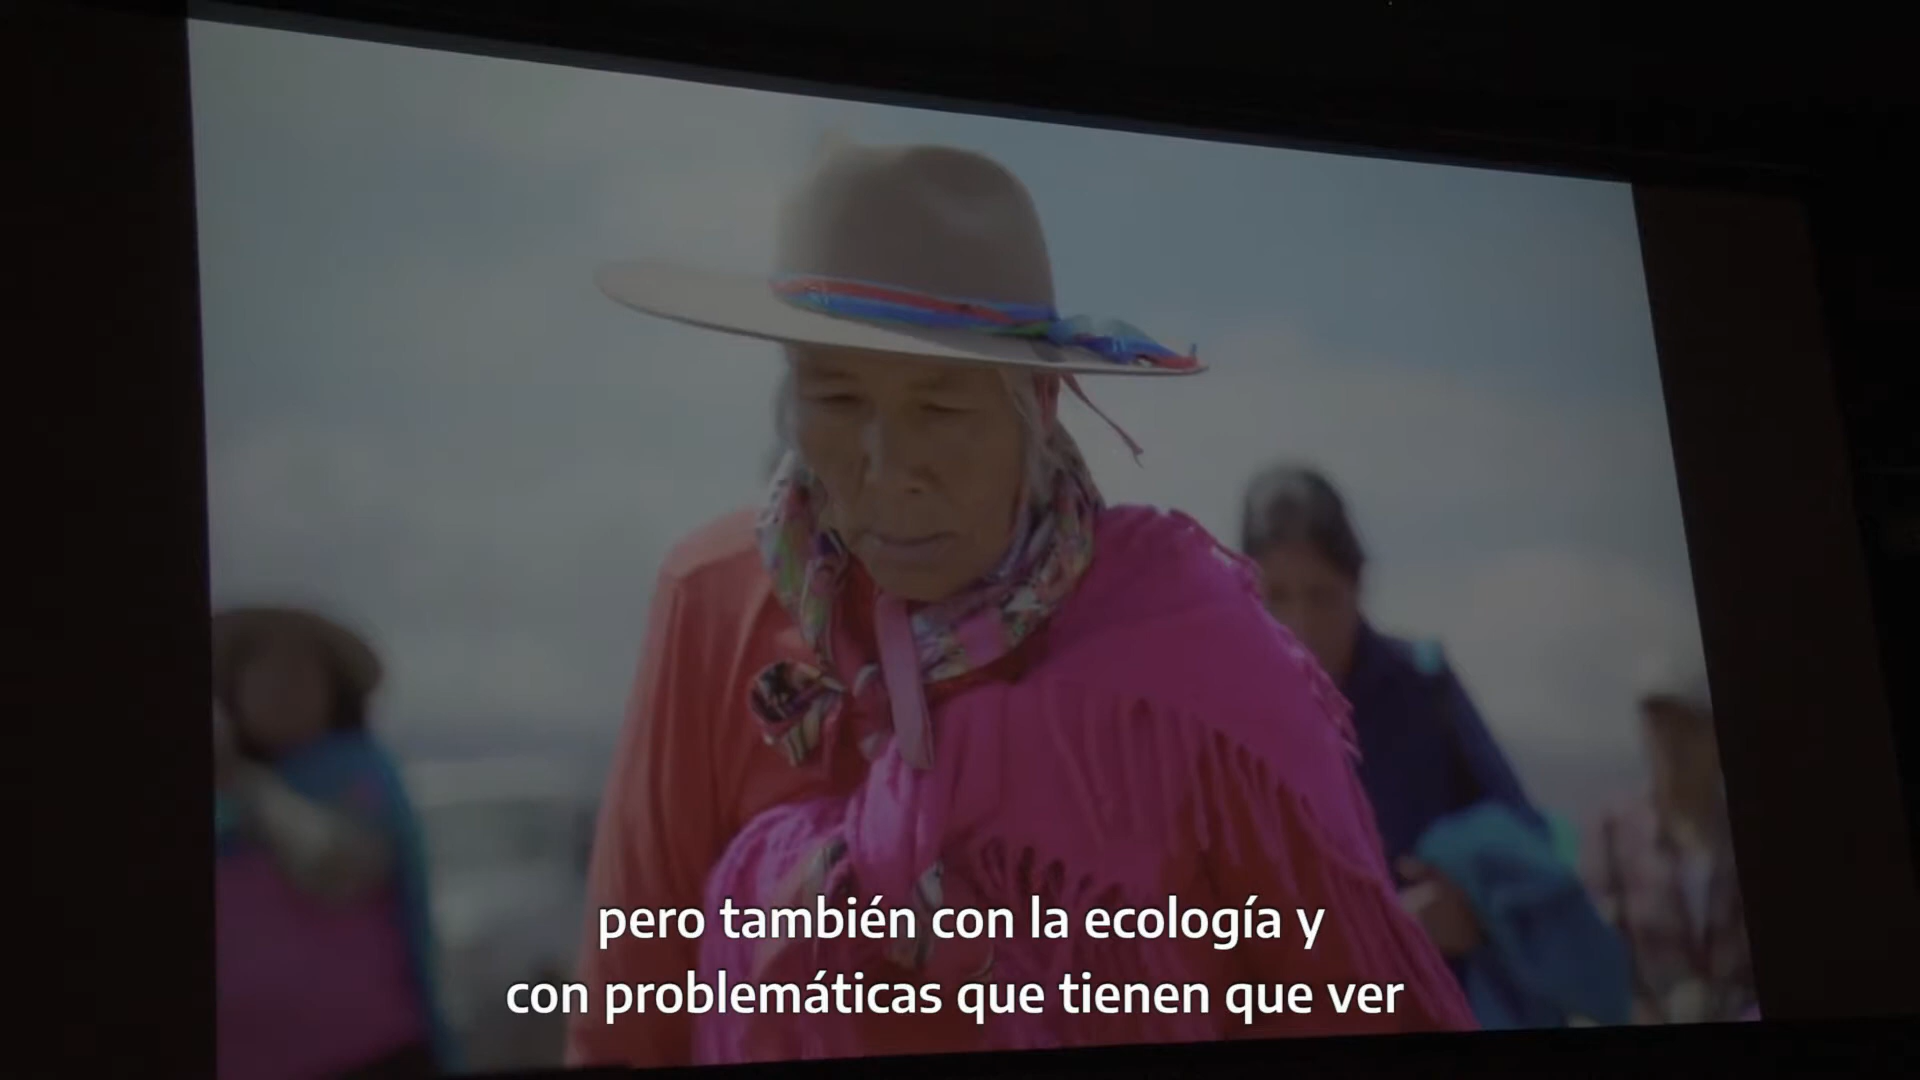 pero también con la ecología y
con problemáticas que tienen que ver